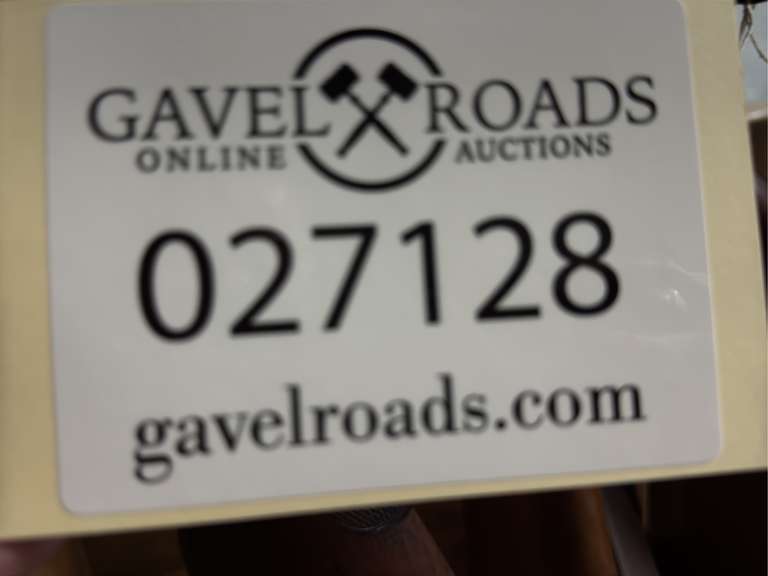 GAVEL ROADS
ONLINE AUCTIONS
027128
gavelroads.com